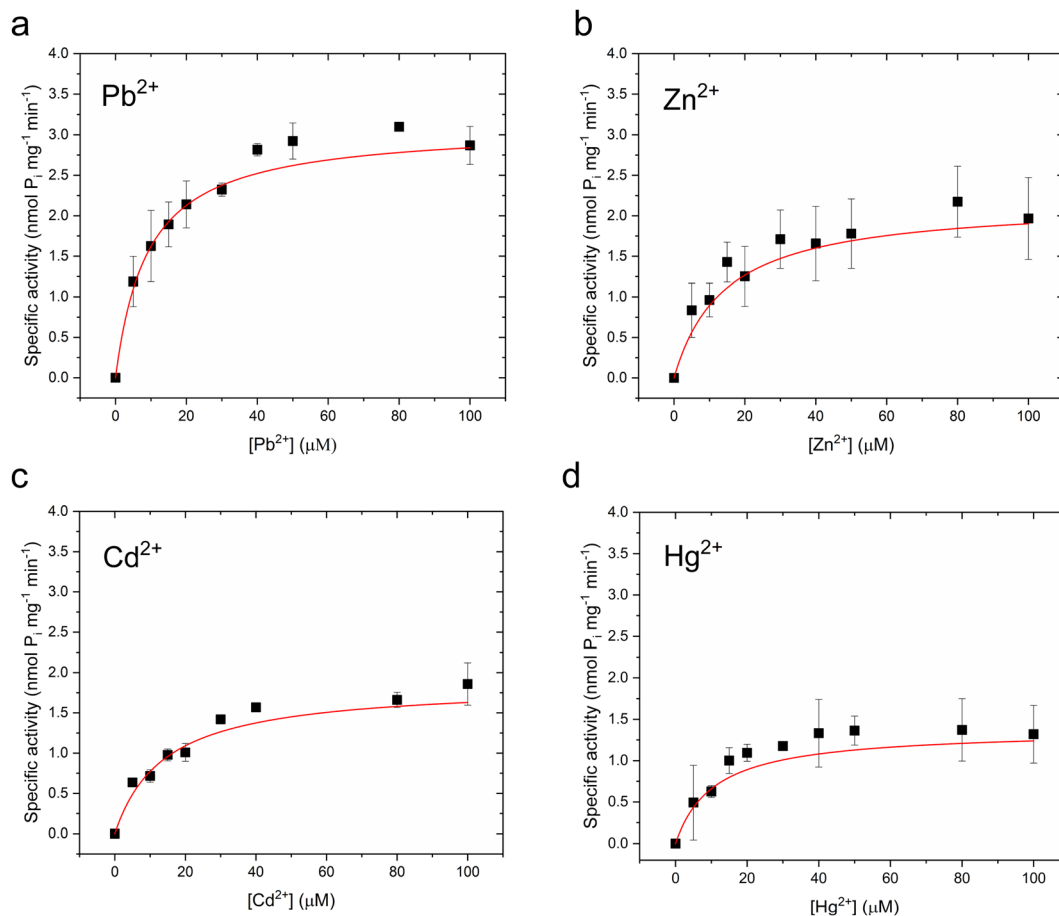 a
Pb²⁺
Specific activity (nmol Pᵢ mg⁻¹ min⁻¹)
4.0
3.5
3.0
2.5
2.0
1.5
1.0
0.5
0.0
0 20 40 60 80 100
[Pb²⁺] (μM)
b
Zn²⁺
Specific activity (nmol Pᵢ mg⁻¹ min⁻¹)
4.0
3.5
3.0
2.5
2.0
1.5
1.0
0.5
0.0
0 20 40 60 80 100
[Zn²⁺] (μM)
c
Cd²⁺
Specific activity (nmol Pᵢ mg⁻¹ min⁻¹)
4.0
3.5
3.0
2.5
2.0
1.5
1.0
0.5
0.0
0 20 40 60 80 100
[Cd²⁺] (μM)
d
Hg²⁺
Specific activity (nmol Pᵢ mg⁻¹ min⁻¹)
4.0
3.5
3.0
2.5
2.0
1.5
1.0
0.5
0.0
0 20 40 60 80 100
[Hg²⁺] (μM)